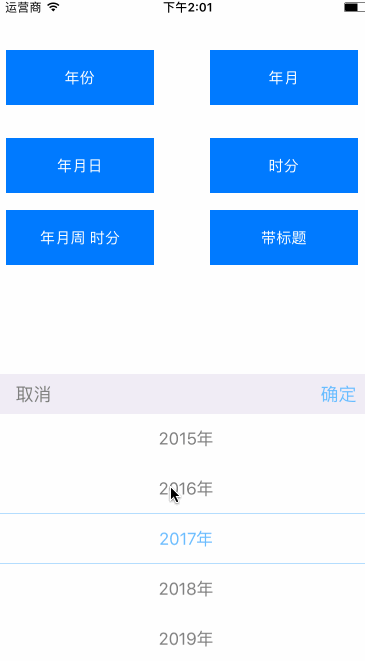 运营商 下午2:01
年份 年月
年月日 时分
年月周 时分 带标题
取消 确定
2015年
2016年
2017年
2018年
2019年